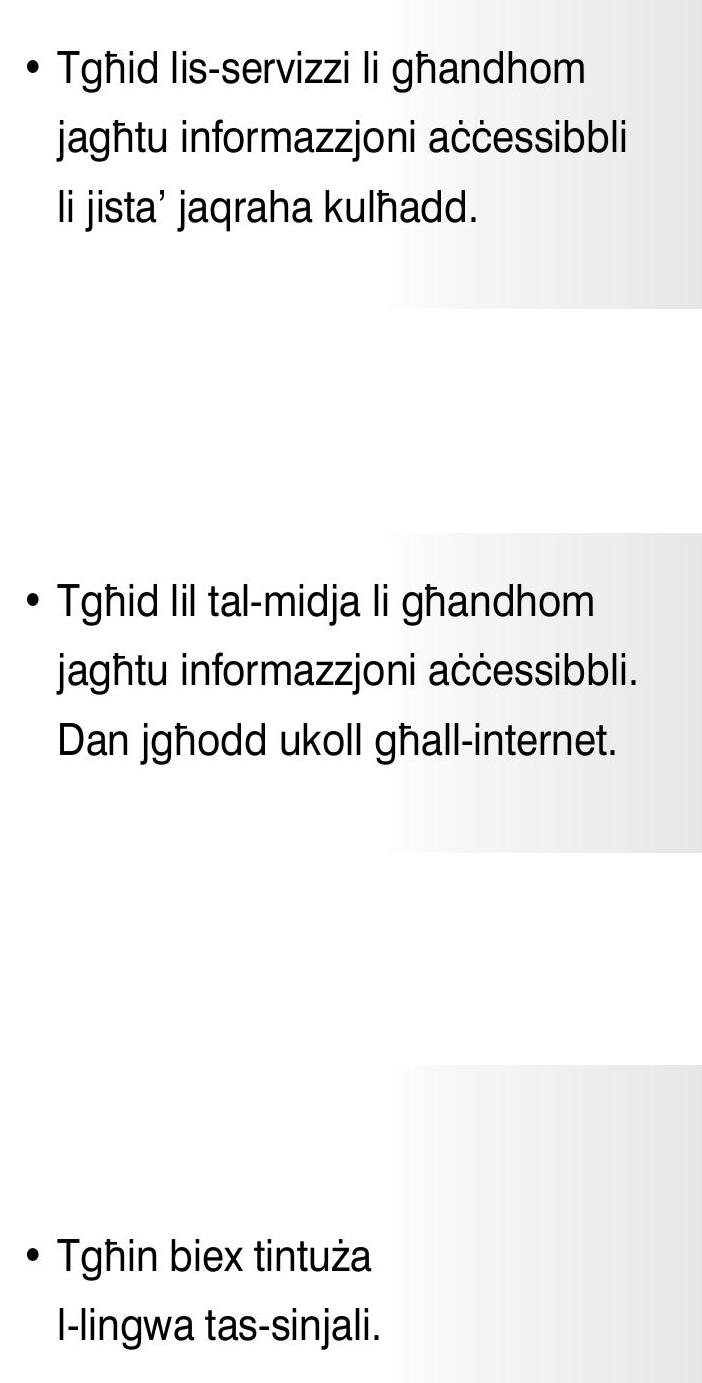 • Tgħid lis-servizzi li għandhom
jagħtu informazzjoni aċċessibbli
li jista’ jaqraha kulħadd.
• Tgħid lil tal-midja li għandhom
jagħtu informazzjoni aċċessibbli.
Dan jgħodd ukoll għall-internet.
• Tgħin biex tintuża
l-lingwa tas-sinjali.